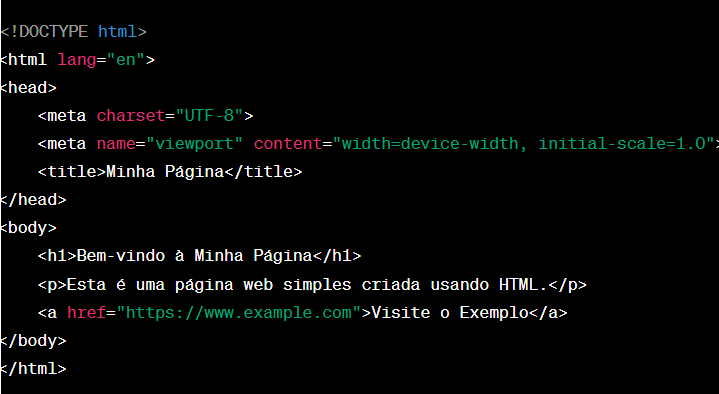 <!DOCTYPE html>
<html lang="en">
<head>
    <meta charset="UTF-8">
    <meta name="viewport" content="width=device-width, initial-scale=1.0">
    <title>Minha Página</title>
</head>
<body>
    <h1>Bem-vindo à Minha Página</h1>
    <p>Esta é uma página web simples criada usando HTML.</p>
    <a href="https://www.example.com">Visite o Exemplo</a>
</body>
</html>